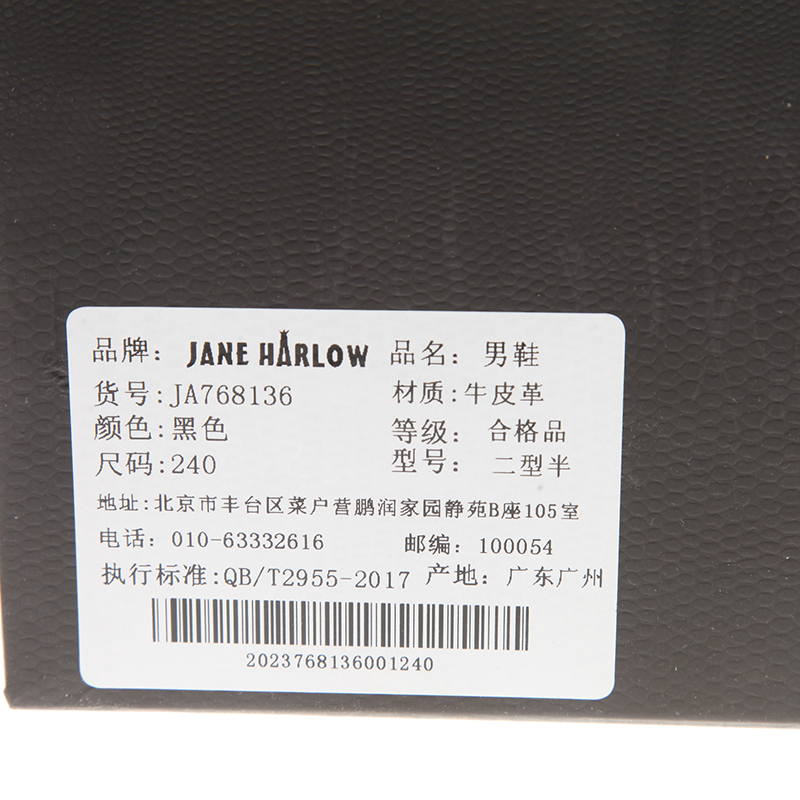 品牌： JANE HARLOW 品名：男鞋
货号:JA768136 材质:牛皮革
颜色:黑色 等级：合格品
尺码:240 型号：二型半
地址:北京市丰台区菜户营鹏润家园静苑B座105室
电话：010-63332616 邮编：100054
执行标准:QB/T2955-2017 产地：广东广州
2023768136001240